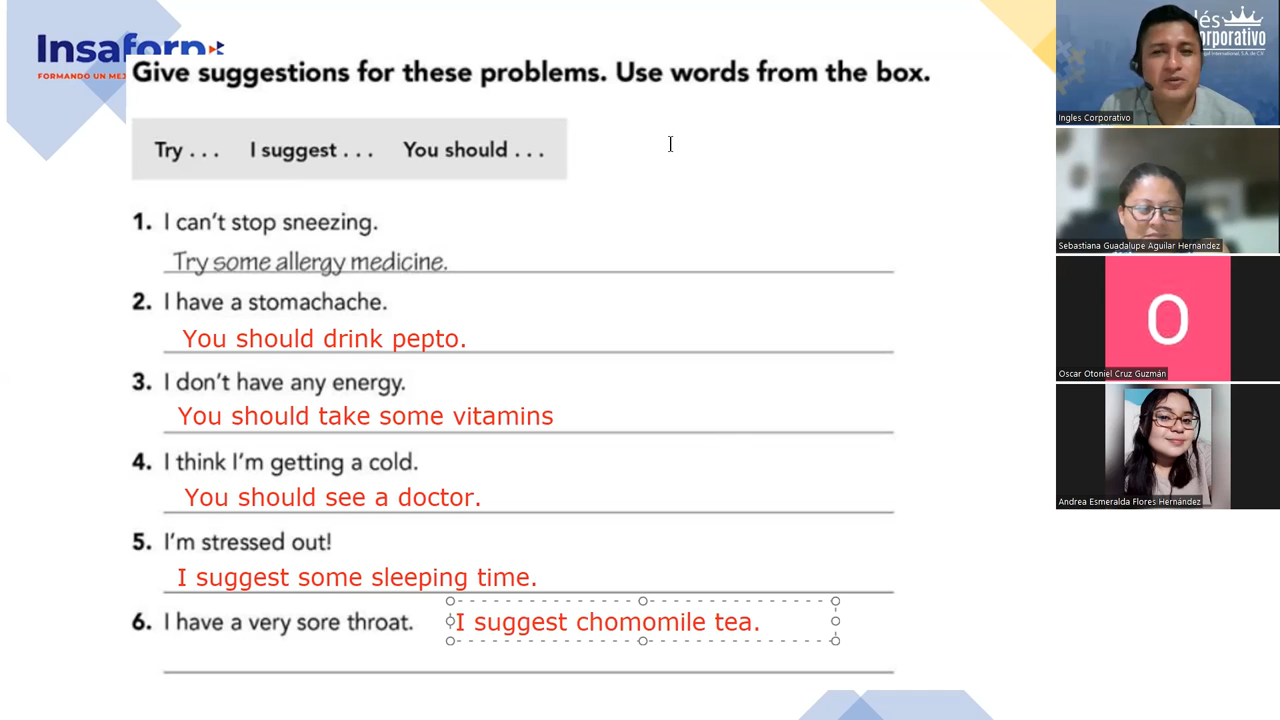 Insaforp
FORMANDO UN MEJ
Give suggestions for these problems. Use words from the box.
Try . . . I suggest . . . You should . . .
1. I can't stop sneezing.
Try some allergy medicine.
2. I have a stomachache.
You should drink pepto.
3. I don't have any energy.
You should take some vitamins
4. I think I'm getting a cold.
You should see a doctor.
5. I'm stressed out!
I suggest some sleeping time.
6. I have a very sore throat. I suggest chomomile tea.
lés
rporativo
Ingles Corporativo
Sebastiana Guadalupe Aguilar Hernandez
O
Oscar Otoniel Cruz Guzmán
Andrea Esmeralda Flores Hernández